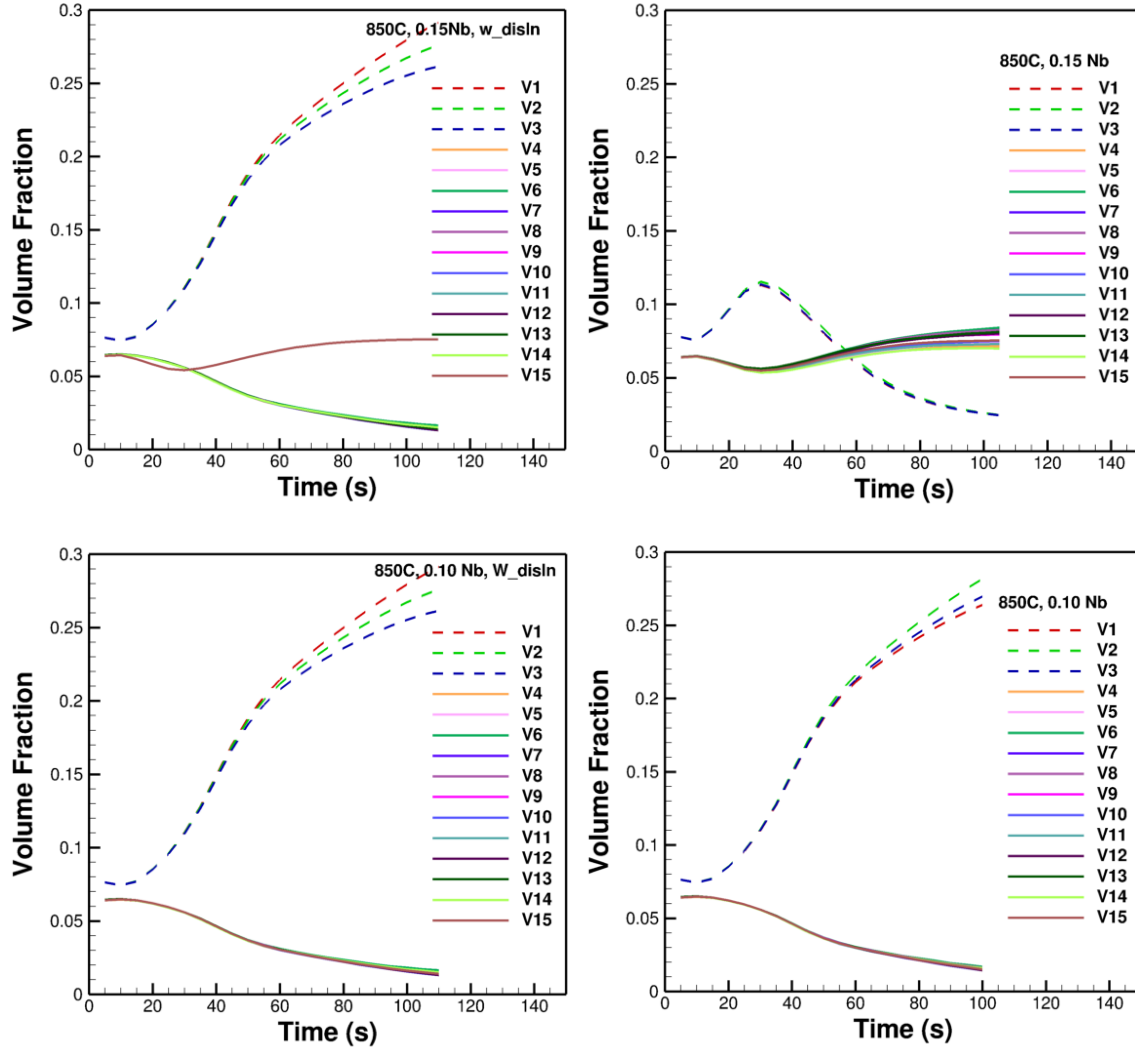 850C, 0.15Nb, w_disln
V1
V2
V3
V4
V5
V6
V7
V8
V9
V10
V11
V12
V13
V14
V15
Volume Fraction
0.3
0.25
0.2
0.15
0.1
0.05
0
0 20 40 60 80 100 120 140
Time (s)
850C, 0.15 Nb
V1
V2
V3
V4
V5
V6
V7
V8
V9
V10
V11
V12
V13
V14
V15
Volume Fraction
0.3
0.25
0.2
0.15
0.1
0.05
0
0 20 40 60 80 100 120 140
Time (s)
850C, 0.10 Nb, W_disln
V1
V2
V3
V4
V5
V6
V7
V8
V9
V10
V11
V12
V13
V14
V15
Volume Fraction
0.3
0.25
0.2
0.15
0.1
0.05
0
0 20 40 60 80 100 120 140
Time (s)
850C, 0.10 Nb
V1
V2
V3
V4
V5
V6
V7
V8
V9
V10
V11
V12
V13
V14
V15
Volume Fraction
0.3
0.25
0.2
0.15
0.1
0.05
0
0 20 40 60 80 100 120 140
Time (s)